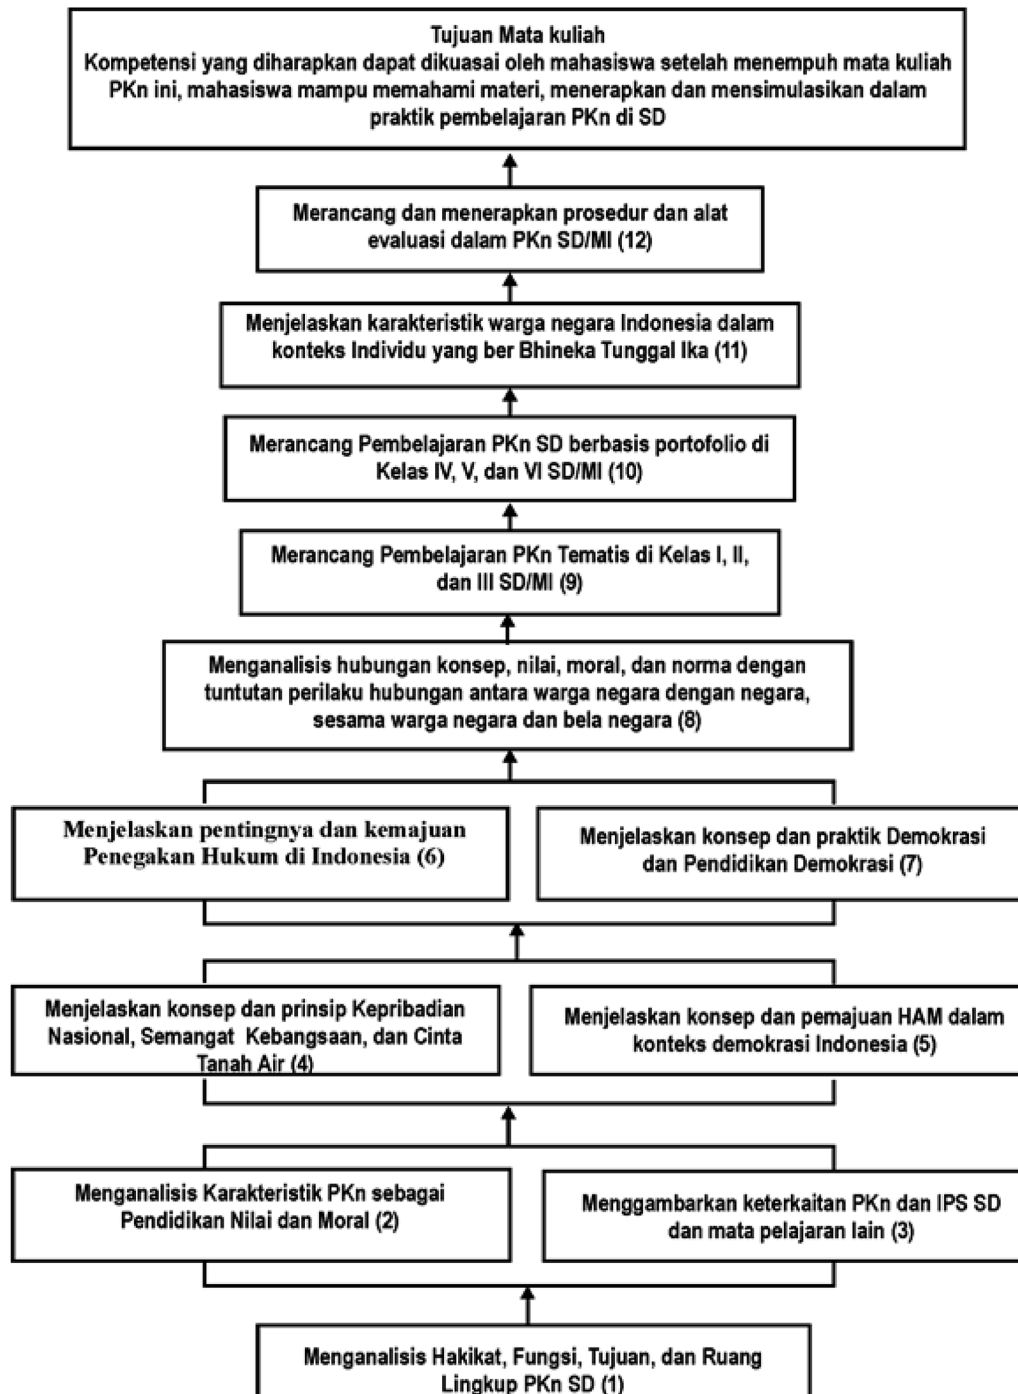 Tujuan Mata kuliah
Kompetensi yang diharapkan dapat dikuasai oleh mahasiswa setelah menempuh mata kuliah
PKn ini, mahasiswa mampu memahami materi, menerapkan dan mensimulasikan dalam
praktik pembelajaran PKn di SD
Merancang dan menerapkan prosedur dan alat
evaluasi dalam PKn SD/MI (12)
Menjelaskan karakteristik warga negara Indonesia dalam
konteks Individu yang ber Bhineka Tunggal Ika (11)
Merancang Pembelajaran PKn SD berbasis portofolio di
Kelas IV, V, dan VI SD/MI (10)
Merancang Pembelajaran PKn Tematis di Kelas I, II,
dan III SD/MI (9)
Menganalisis hubungan konsep, nilai, moral, dan norma dengan
tuntutan perilaku hubungan antara warga negara dengan negara,
sesama warga negara dan bela negara (8)
Menjelaskan pentingnya dan kemajuan
Penegakan Hukum di Indonesia (6)
Menjelaskan konsep dan praktik Demokrasi
dan Pendidikan Demokrasi (7)
Menjelaskan konsep dan prinsip Kepribadian
Nasional, Semangat Kebangsaan, dan Cinta
Tanah Air (4)
Menjelaskan konsep dan pemajuan HAM dalam
konteks demokrasi Indonesia (5)
Menganalisis Karakteristik PKn sebagai
Pendidikan Nilai dan Moral (2)
Menggambarkan keterkaitan PKn dan IPS SD
dan mata pelajaran lain (3)
Menganalisis Hakikat, Fungsi, Tujuan, dan Ruang
Lingkup PKn SD (1)